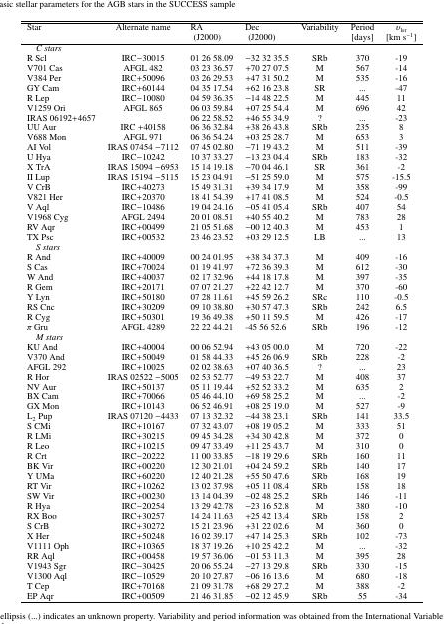 asic stellar parameters for the AGB stars in the SUCCESS sample
Star Alternate name RA Dec Variability Period υlsr
(J2000) (J2000) [days] [km s⁻¹]
C stars
R Scl IRC−30015 01 26 58.09 −32 32 35.5 SRb 370 -19
V701 Cas AFGL 482 03 23 36.57 +70 27 07.5 M 567 -14
V384 Per IRC+50096 03 26 29.53 +47 31 50.2 M 535 -16
GY Cam IRC+60144 04 35 17.54 +62 16 23.8 SR ... -47
R Lep IRC−10080 04 59 36.35 −14 48 22.5 M 445 11
V1259 Ori AFGL 865 06 03 59.84 +07 25 54.4 M 696 42
IRAS 06192+4657 06 22 58.52 +46 55 34.9 ? ... -23
UU Aur IRC +40158 06 36 32.84 +38 26 43.8 SRb 235 8
V688 Mon AFGL 971 06 36 54.24 +03 25 28.7 M 653 3
AI Vol IRAS 07454 −7112 07 45 02.80 −71 19 43.2 M 511 -39
U Hya IRC−10242 10 37 33.27 −13 23 04.4 SRb 183 -32
X TrA IRAS 15094 −6953 15 14 19.18 −70 04 46.1 SR 361 -2
II Lup IRAS 15194 −5115 15 23 04.91 −51 25 59.0 M 575 -15.5
V CrB IRC+40273 15 49 31.31 +39 34 17.9 M 358 -99
V821 Her IRC+20370 18 41 54.39 +17 41 08.5 M 524 -0.5
V Aql IRC−10486 19 04 24.16 −05 41 05.4 SRb 407 54
V1968 Cyg AFGL 2494 20 01 08.51 +40 55 40.2 M 783 28
RV Aqr IRC+00499 21 05 51.68 −00 12 40.3 M 453 1
TX Psc IRC+00532 23 46 23.52 +03 29 12.5 LB ... 13
S stars
R And IRC+40009 00 24 01.95 +38 34 37.3 M 409 -16
S Cas IRC+70024 01 19 41.97 +72 36 39.3 M 612 -30
W And IRC+40037 02 17 32.96 +44 18 17.8 M 397 -35
R Gem IRC+20171 07 07 21.27 +22 42 12.7 M 370 -60
Y Lyn IRC+50180 07 28 11.61 +45 59 26.2 SRc 110 -0.5
RS Cnc IRC+30209 09 10 38.80 +30 57 47.3 SRb 242 6.5
R Cyg IRC+50301 19 36 49.38 +50 11 59.5 M 426 -17
π Gru AFGL 4289 22 22 44.21 -45 56 52.6 SRb 196 -12
M stars
KU And IRC+40004 00 06 52.94 +43 05 00.0 M 720 -22
V370 And IRC+50049 01 58 44.33 +45 26 06.9 SRb 228 -2
AFGL 292 IRC+10025 02 02 38.63 +07 40 36.5 ? ... 23
R Hor IRAS 02522 −5005 02 53 52.77 −49 53 22.7 M 408 37
NV Aur IRC+50137 05 11 19.44 +52 52 33.2 M 635 2
BX Cam IRC+70066 05 46 44.10 +69 58 25.2 M ... -2
GX Mon IRC+10143 06 52 46.91 +08 25 19.0 M 527 -9
L₂ Pup IRAS 07120 −4433 07 13 32.32 −44 38 23.1 SRb 141 33.5
S CMi IRC+10167 07 32 43.07 +08 19 05.2 M 333 51
R LMi IRC+30215 09 45 34.28 +34 30 42.8 M 372 0
R Leo IRC+10215 09 47 33.49 +11 25 43.7 M 310 0
R Crt IRC−20222 11 00 33.85 −18 19 29.6 SRb 160 11
BK Vir IRC+00220 12 30 21.01 +04 24 59.2 SRb 140 17
Y UMa IRC+60220 12 40 21.28 +55 50 47.6 SRb 168 19
RT Vir IRC+10262 13 02 37.98 +05 11 08.4 SRb 158 18
SW Vir IRC+00230 13 14 04.39 −02 48 25.2 SRb 146 -11
R Hya IRC−20254 13 29 42.78 −23 16 52.8 M 380 -10
RX Boo IRC+30257 14 24 11.63 +25 42 13.4 SRb 158 2
S CrB IRC+30272 15 21 23.96 +31 22 02.6 M 360 0
X Her IRC+50248 16 02 39.17 +47 14 25.3 SRb 102 -73
V1111 Oph IRC+10365 18 37 19.26 +10 25 42.2 M ... -32
RR Aql IRC+00458 19 57 36.06 −01 53 11.3 M 395 28
V1943 Sgr IRC−30425 20 06 55.24 −27 13 29.8 SRb 330 -15
V1300 Aql IRC−10529 20 10 27.87 −06 16 13.6 M 680 -18
T Cep IRC+70168 21 09 31.78 +68 29 27.2 M 388 -2
EP Aqr IRC+00509 21 46 31.85 −02 12 45.9 SRb 55 -34
ellipsis (...) indicates an unknown property. Variability and period information was obtained from the International Variable